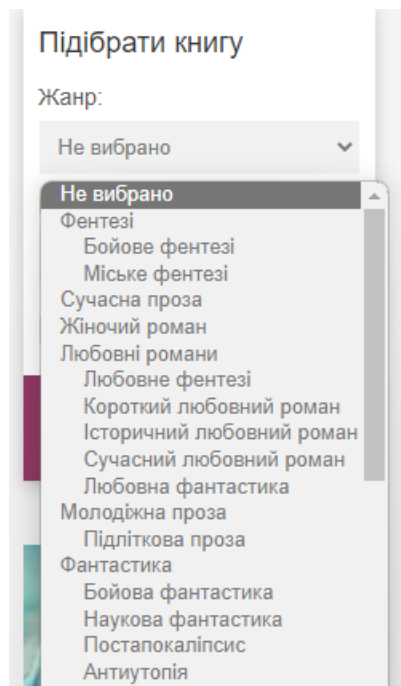 Підібрати книгу
Жанр:
Не вибрано
Не вибрано
Фентезі
Бойове фентезі
Міське фентезі
Сучасна проза
Жіночий роман
Любовні романи
Любовне фентезі
Короткий любовний роман
Історичний любовний роман
Сучасний любовний роман
Любовна фантастика
Молодіжна проза
Підліткова проза
Фантастика
Бойова фантастика
Наукова фантастика
Постапокаліпсис
Антиутопія